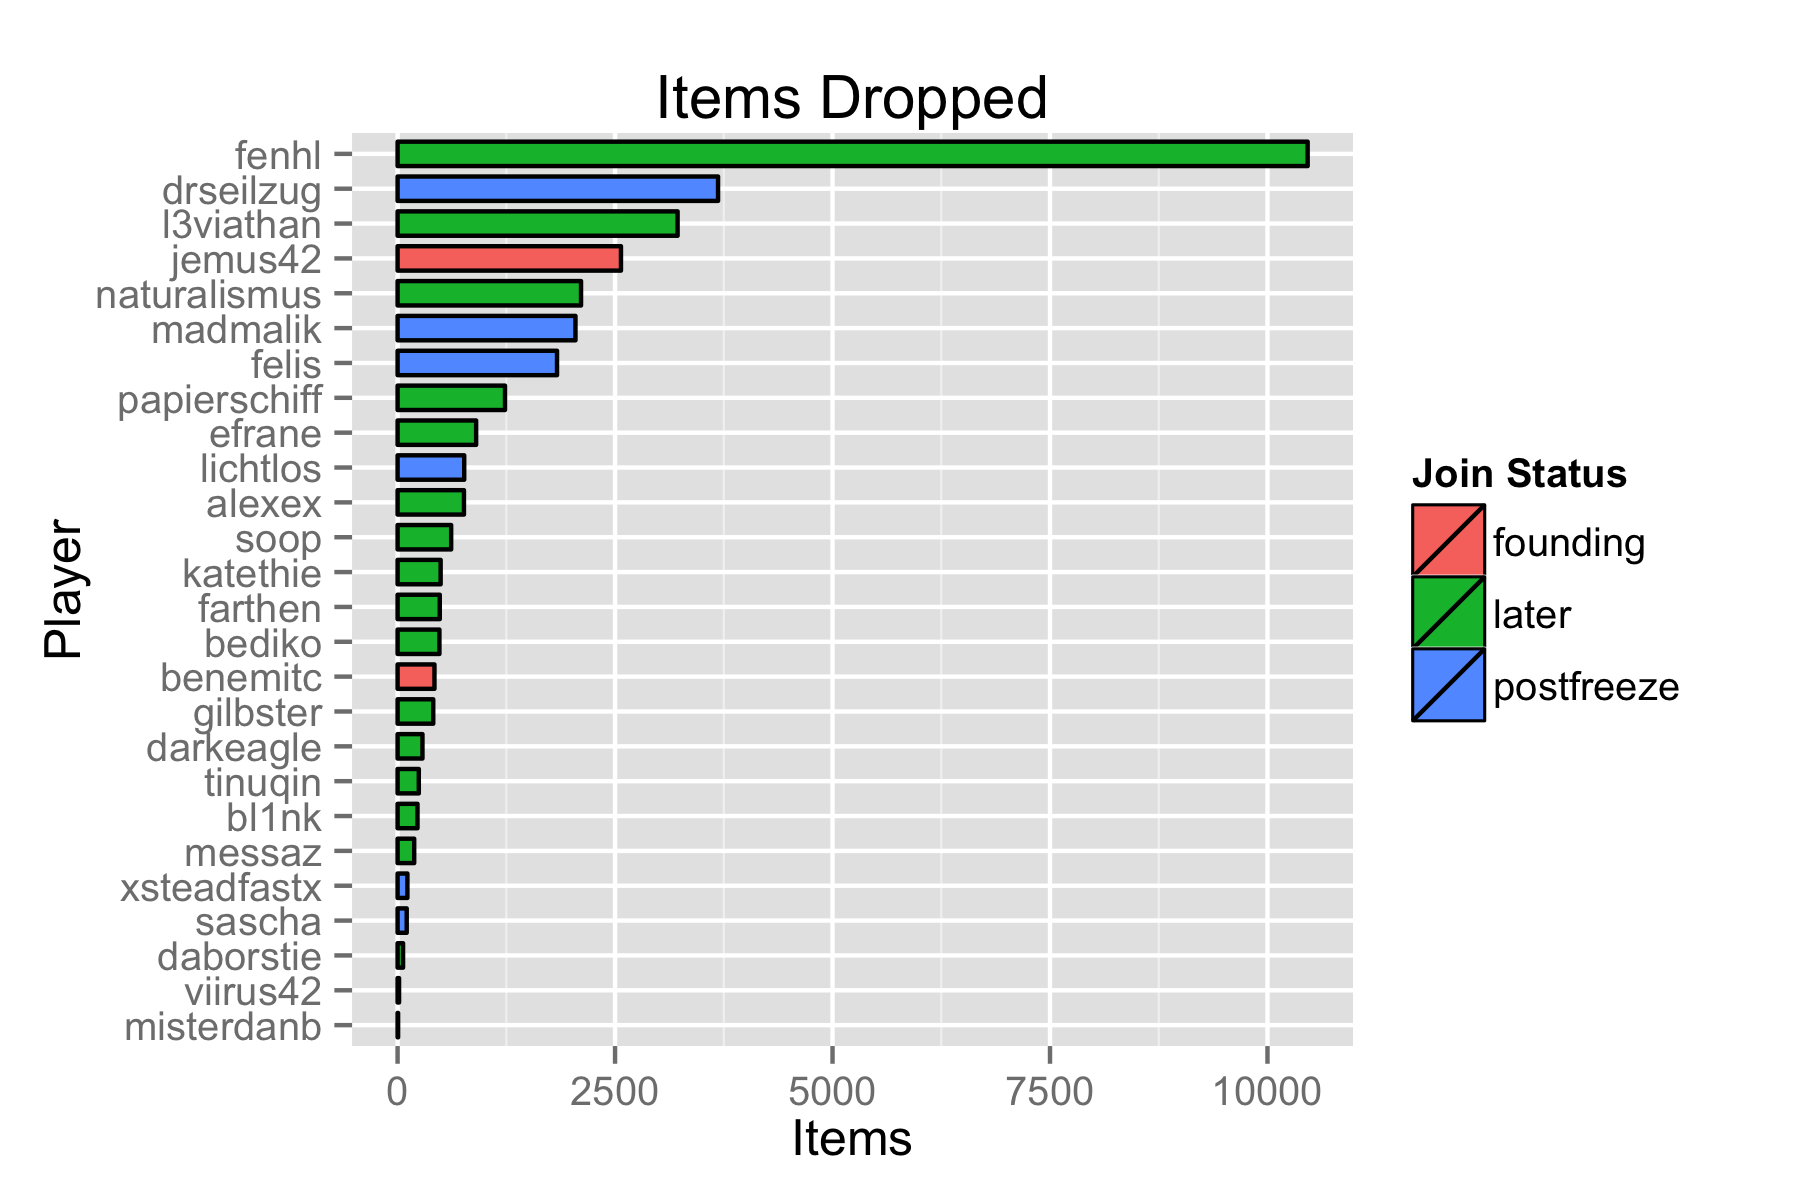 Items Dropped
fenhl
drseilzug
l3viathan
jemus42
naturalismus
madmalik
felis
papierschiff
efrane
lichtlos
alexex
soop
katethie
farthen
bediko
benemitc
gilbster
darkeagle
tinuqin
bl1nk
messaz
xsteadfastx
sascha
daborstie
viirus42
misterdanb
Player
0 2500 5000 7500 10000
Items
Join Status
founding
later
postfreeze